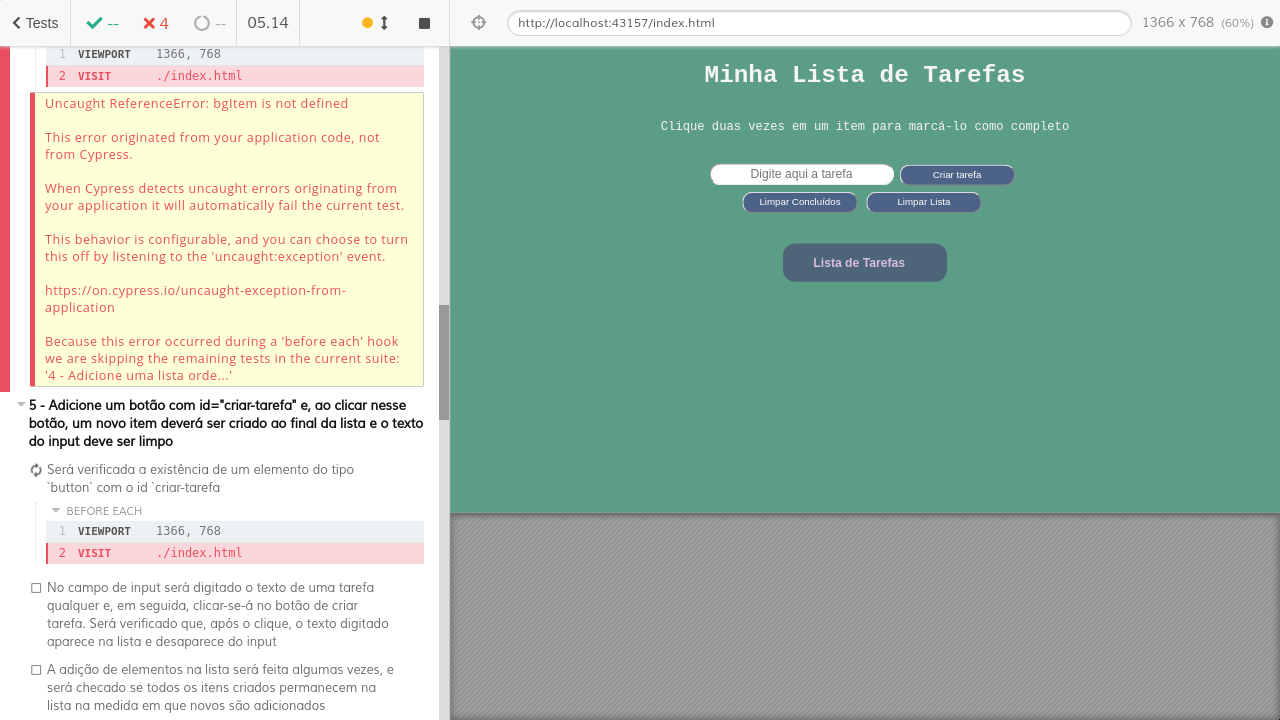 Tests
--
4
--
05.14
http://localhost:43157/index.html
1366 x 768 (60%)
1 VIEWPORT 1366, 768
2 VISIT ./index.html
Uncaught ReferenceError: bgItem is not defined
This error originated from your application code, not
from Cypress.
When Cypress detects uncaught errors originating from
your application it will automatically fail the current test.
This behavior is configurable, and you can choose to turn
this off by listening to the 'uncaught:exception' event.
https://on.cypress.io/uncaught-exception-from-
application
Because this error occurred during a 'before each' hook
we are skipping the remaining tests in the current suite:
'4 - Adicione uma lista orde...'
5 - Adicione um botão com id="criar-tarefa" e, ao clicar nesse
botão, um novo item deverá ser criado ao final da lista e o texto
do input deve ser limpo
Será verificada a existência de um elemento do tipo
`button` com o id `criar-tarefa
BEFORE EACH
1 VIEWPORT 1366, 768
2 VISIT ./index.html
No campo de input será digitado o texto de uma tarefa
qualquer e, em seguida, clicar-se-á no botão de criar
tarefa. Será verificado que, após o clique, o texto digitado
aparece na lista e desaparece do input
A adição de elementos na lista será feita algumas vezes, e
será checado se todos os itens criados permanecem na
lista na medida em que novos são adicionados
Minha Lista de Tarefas
Clique duas vezes em um item para marcá-lo como completo
Digite aqui a tarefa
Criar tarefa
Limpar Concluídos
Limpar Lista
Lista de Tarefas